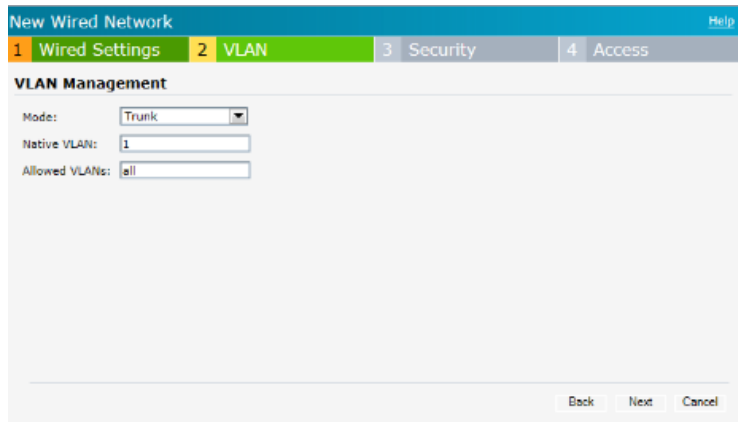 New Wired Network Help
1 Wired Settings 2 VLAN 3 Security 4 Access
VLAN Management
Mode: Trunk
Native VLAN: 1
Allowed VLANs: all
Back Next Cancel